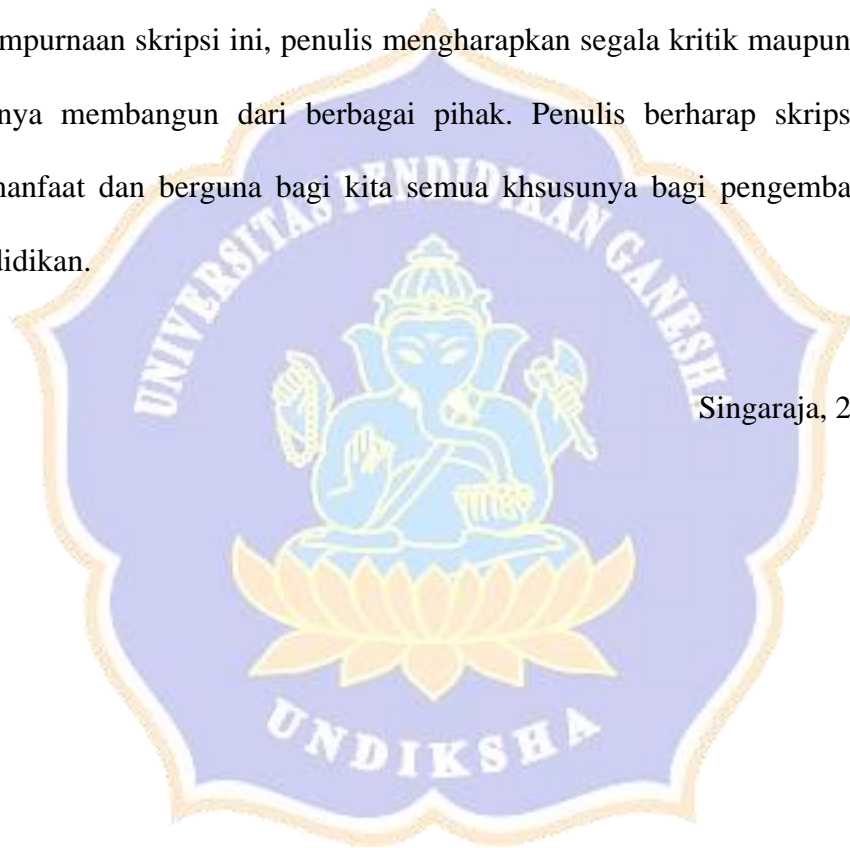 mpurnaan skripsi ini, penulis mengharapkan segala kritik maupun
nya membangun dari berbagai pihak. Penulis berharap skrips
manfaat dan berguna bagi kita semua khsusunya bagi pengemba
didikan.
UNIVERSITAS PENDIDIKAN GANESHA
Singaraja, 2
UNDIKSHA